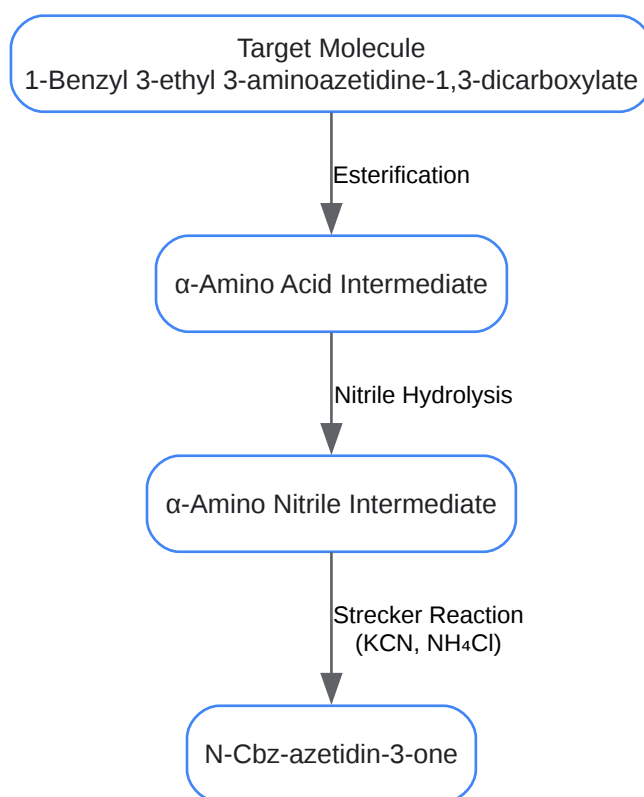 Target Molecule
1-Benzyl 3-ethyl 3-aminoazetidine-1,3-dicarboxylate
Esterification
α-Amino Acid Intermediate
Nitrile Hydrolysis
α-Amino Nitrile Intermediate
Strecker Reaction
(KCN, NH₄Cl)
N-Cbz-azetidin-3-one